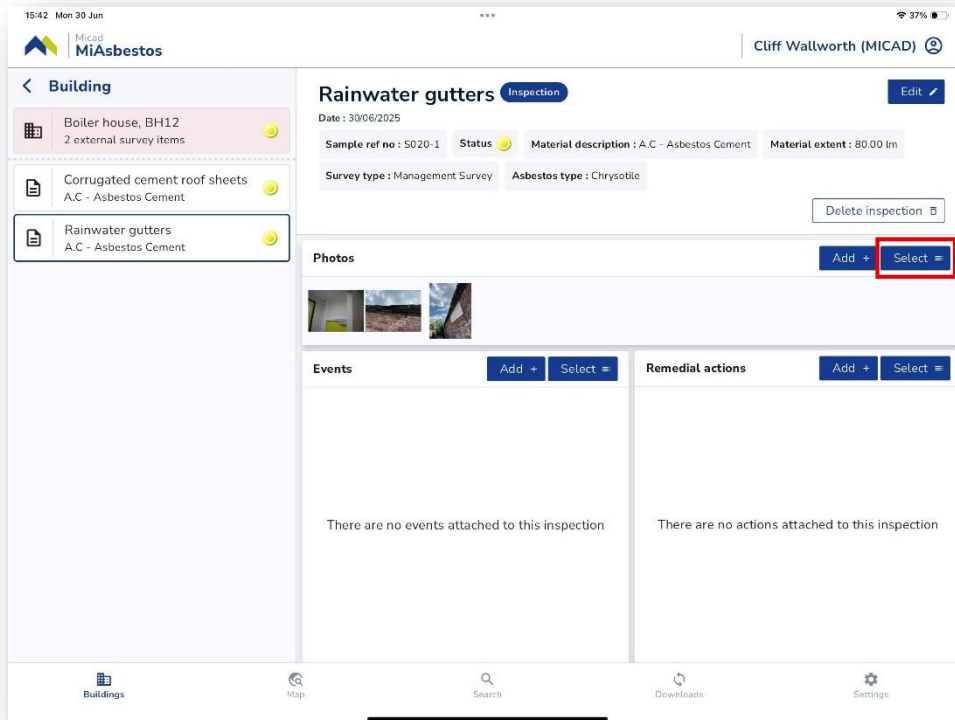 15:42 Mon 30 Jun
37%
Micad
MiAsbestos
Cliff Wallworth (MICAD)
Building
Boiler house, BH12
2 external survey items
Corrugated cement roof sheets
A.C - Asbestos Cement
Rainwater gutters
A.C - Asbestos Cement
Rainwater gutters Inspection
Edit
Date : 30/06/2025
Sample ref no : S020-1 Status Material description : A.C - Asbestos Cement Material extent : 80.00 lm
Survey type : Management Survey Asbestos type : Chrysotile
Delete inspection
Photos Add + Select
Events Add + Select
There are no events attached to this inspection
Remedial actions Add + Select
There are no actions attached to this inspection
Buildings Map Search Downloads Settings